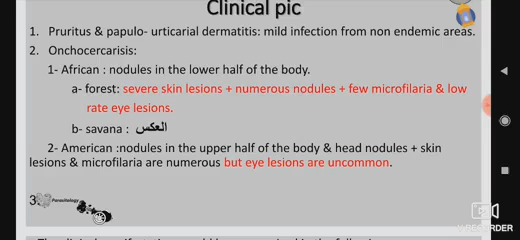 Clinical pic
1. Pruritus & papulo- urticarial dermatitis: mild infection from non endemic areas.
2. Onchocercarisis:
1- African : nodules in the lower half of the body.
a- forest: severe skin lesions + numerous nodules + few microfilaria & low
rate eye lesions.
b- savana : العكس
2- American :nodules in the upper half of the body & head nodules + skin
lesions & microfilaria are numerous but eye lesions are uncommon.
3
Parasitology
RECORDER